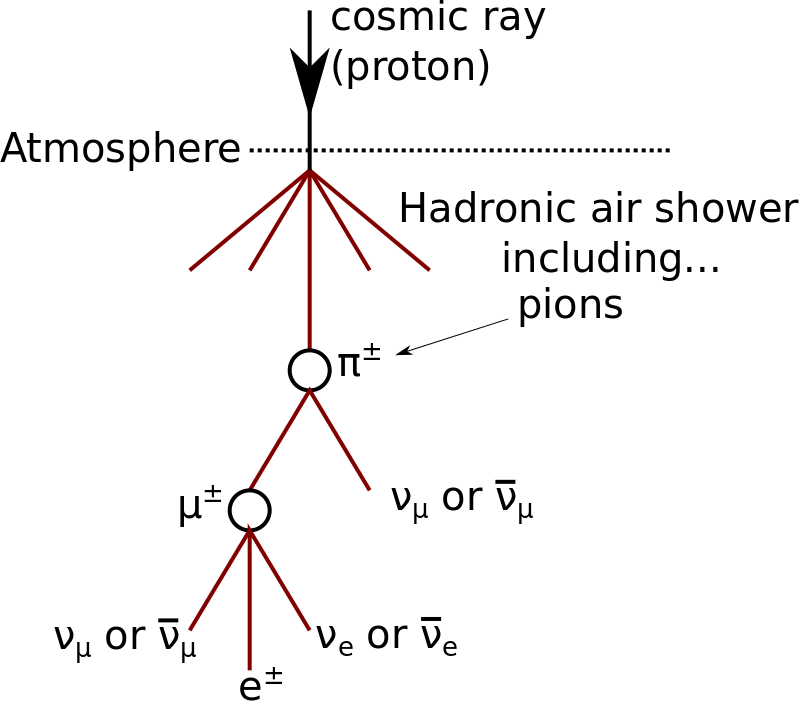 cosmic ray
(proton)
Atmosphere
Hadronic air shower
including...
pions
π±
μ±
νμ or ν̅μ
νμ or ν̅μ
νe or ν̅e
e±